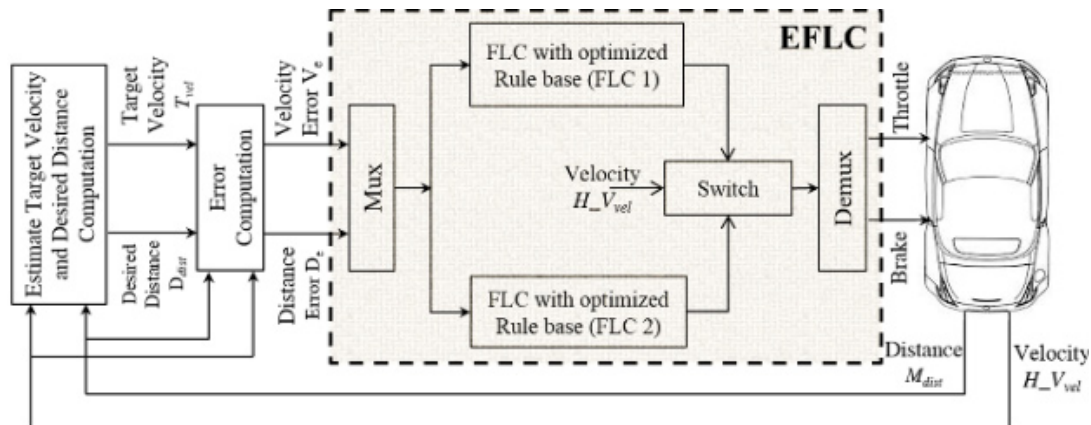 Estimate Target Velocity
and Desired Distance
Computation
Target
Velocity
T_vel
Desired
Distance
D_dist
Error
Computation
Velocity
Error V_e
Distance
Error D_e
EFLC
Mux
FLC with optimized
Rule base (FLC 1)
Velocity
H_V_vel
Switch
FLC with optimized
Rule base (FLC 2)
Demux
Throttle
Brake
Distance
M_dist
Velocity
H_V_vel